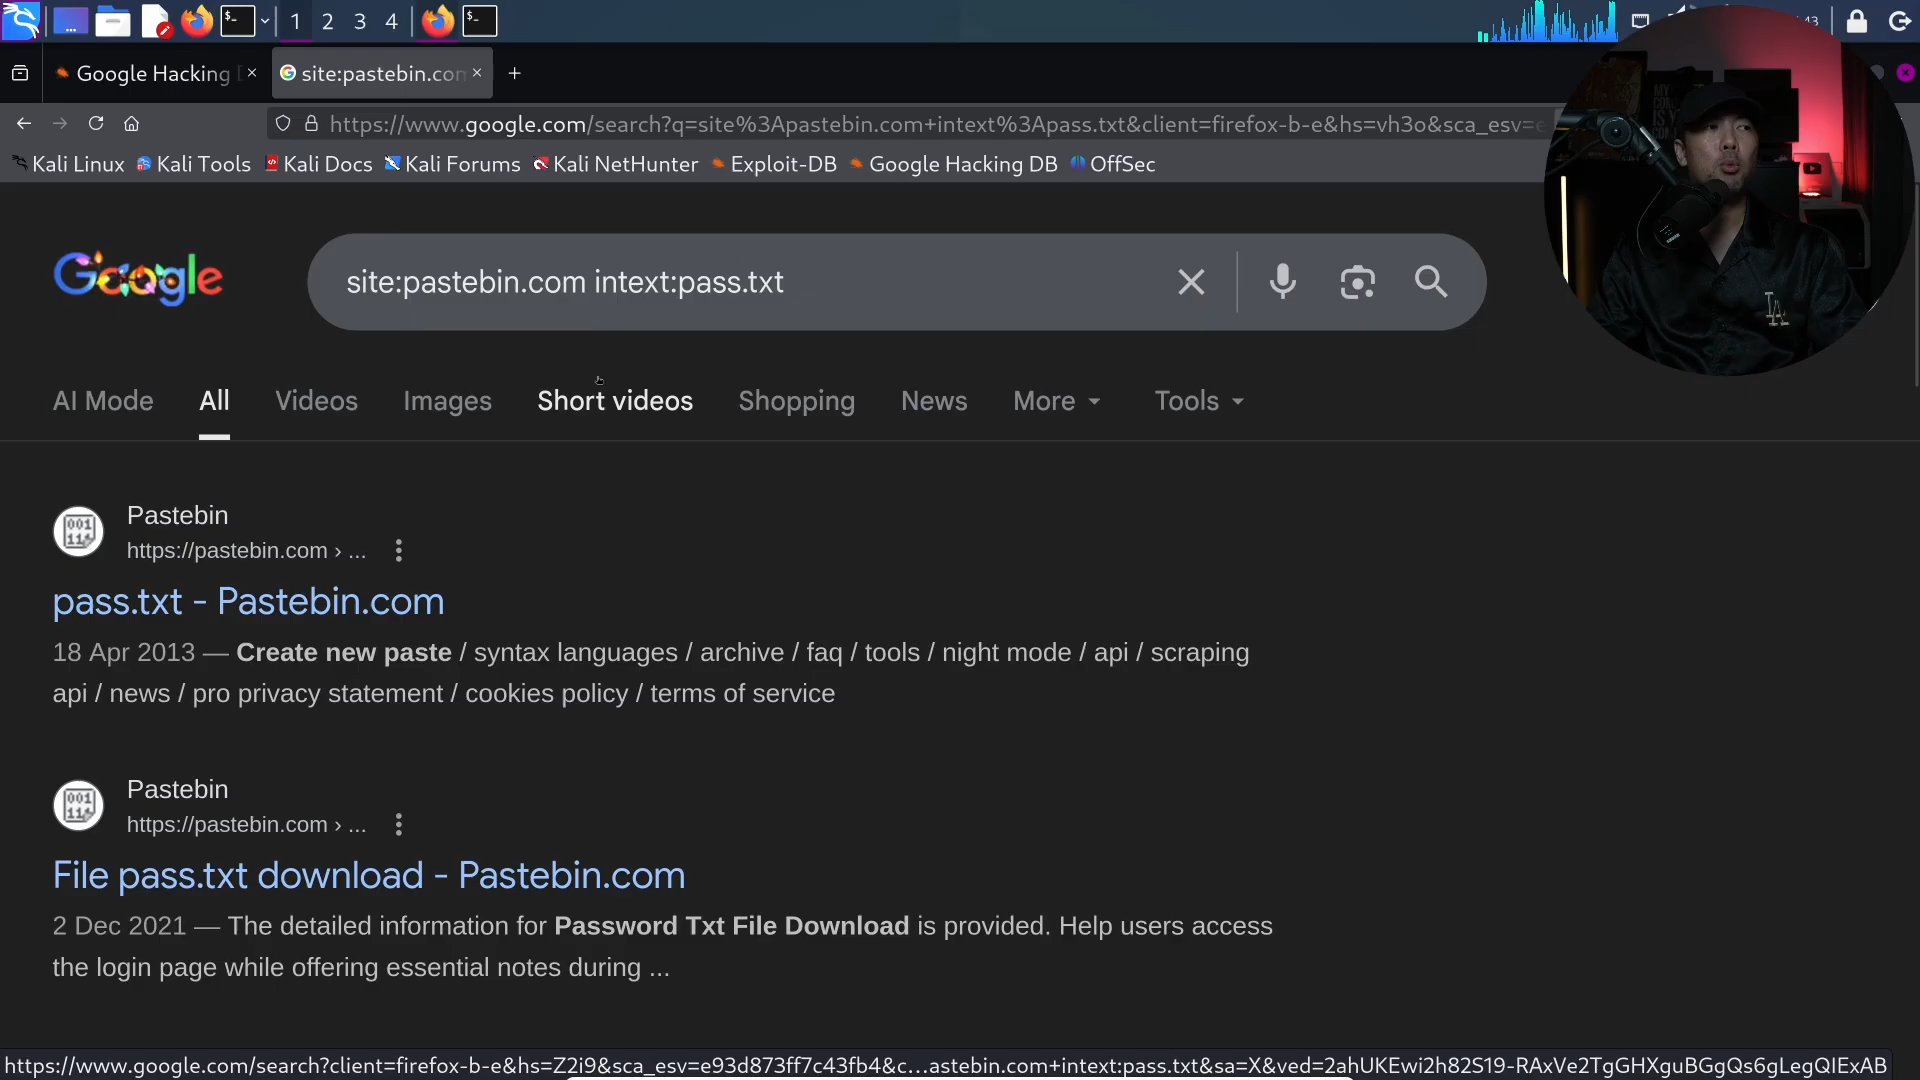 1 2 3 4
Google Hacking D
site:pastebin.con
https://www.google.com/search?q=site%3Apastebin.com+intext%3Apass.txt&client=firefox-b-e&hs=vh3o&sca_esv=e
Kali Linux Kali Tools Kali Docs Kali Forums Kali NetHunter Exploit-DB Google Hacking DB OffSec
Google
site:pastebin.com intext:pass.txt
AI Mode All Videos Images Short videos Shopping News More Tools
Pastebin
https://pastebin.com › ...
pass.txt - Pastebin.com
18 Apr 2013 — Create new paste / syntax languages / archive / faq / tools / night mode / api / scraping
api / news / pro privacy statement / cookies policy / terms of service
Pastebin
https://pastebin.com › ...
File pass.txt download - Pastebin.com
2 Dec 2021 — The detailed information for Password Txt File Download is provided. Help users access
the login page while offering essential notes during ...
https://www.google.com/search?client=firefox-b-e&hs=Z2i9&sca_esv=e93d873ff7c43fb4&c...astebin.com+intext:pass.txt&sa=X&ved=2ahUKEwi2h82S19-RAxVe2TgGHXguBGgQs6gLegQIExAB